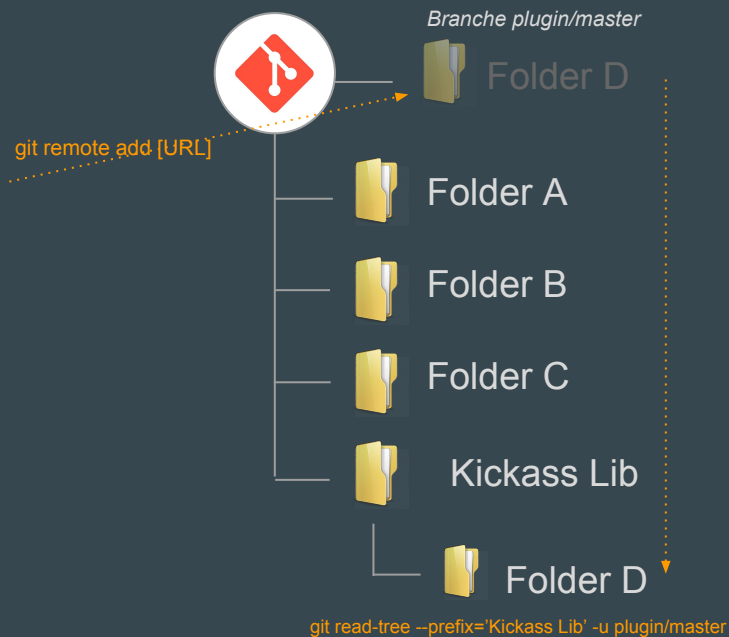 Branche plugin/master
Folder D
git remote add [URL]
Folder A
Folder B
Folder C
Kickass Lib
Folder D
git read-tree --prefix=’Kickass Lib’ -u plugin/master